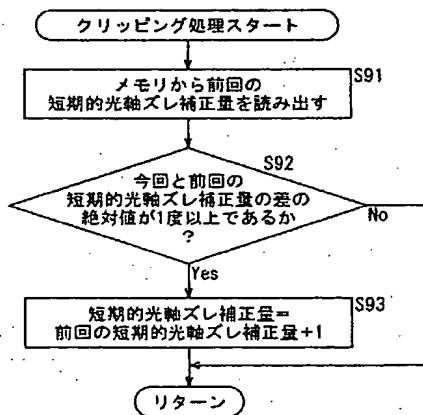 クリッピング処理スタート
S91
メモリから前回の
短期的光軸ズレ補正量を読み出す
S92
今回と前回の
短期的光軸ズレ補正量の差の
絶対値が1度以上であるか
?
No
Yes
S93
短期的光軸ズレ補正量=
前回の短期的光軸ズレ補正量+1
リターン